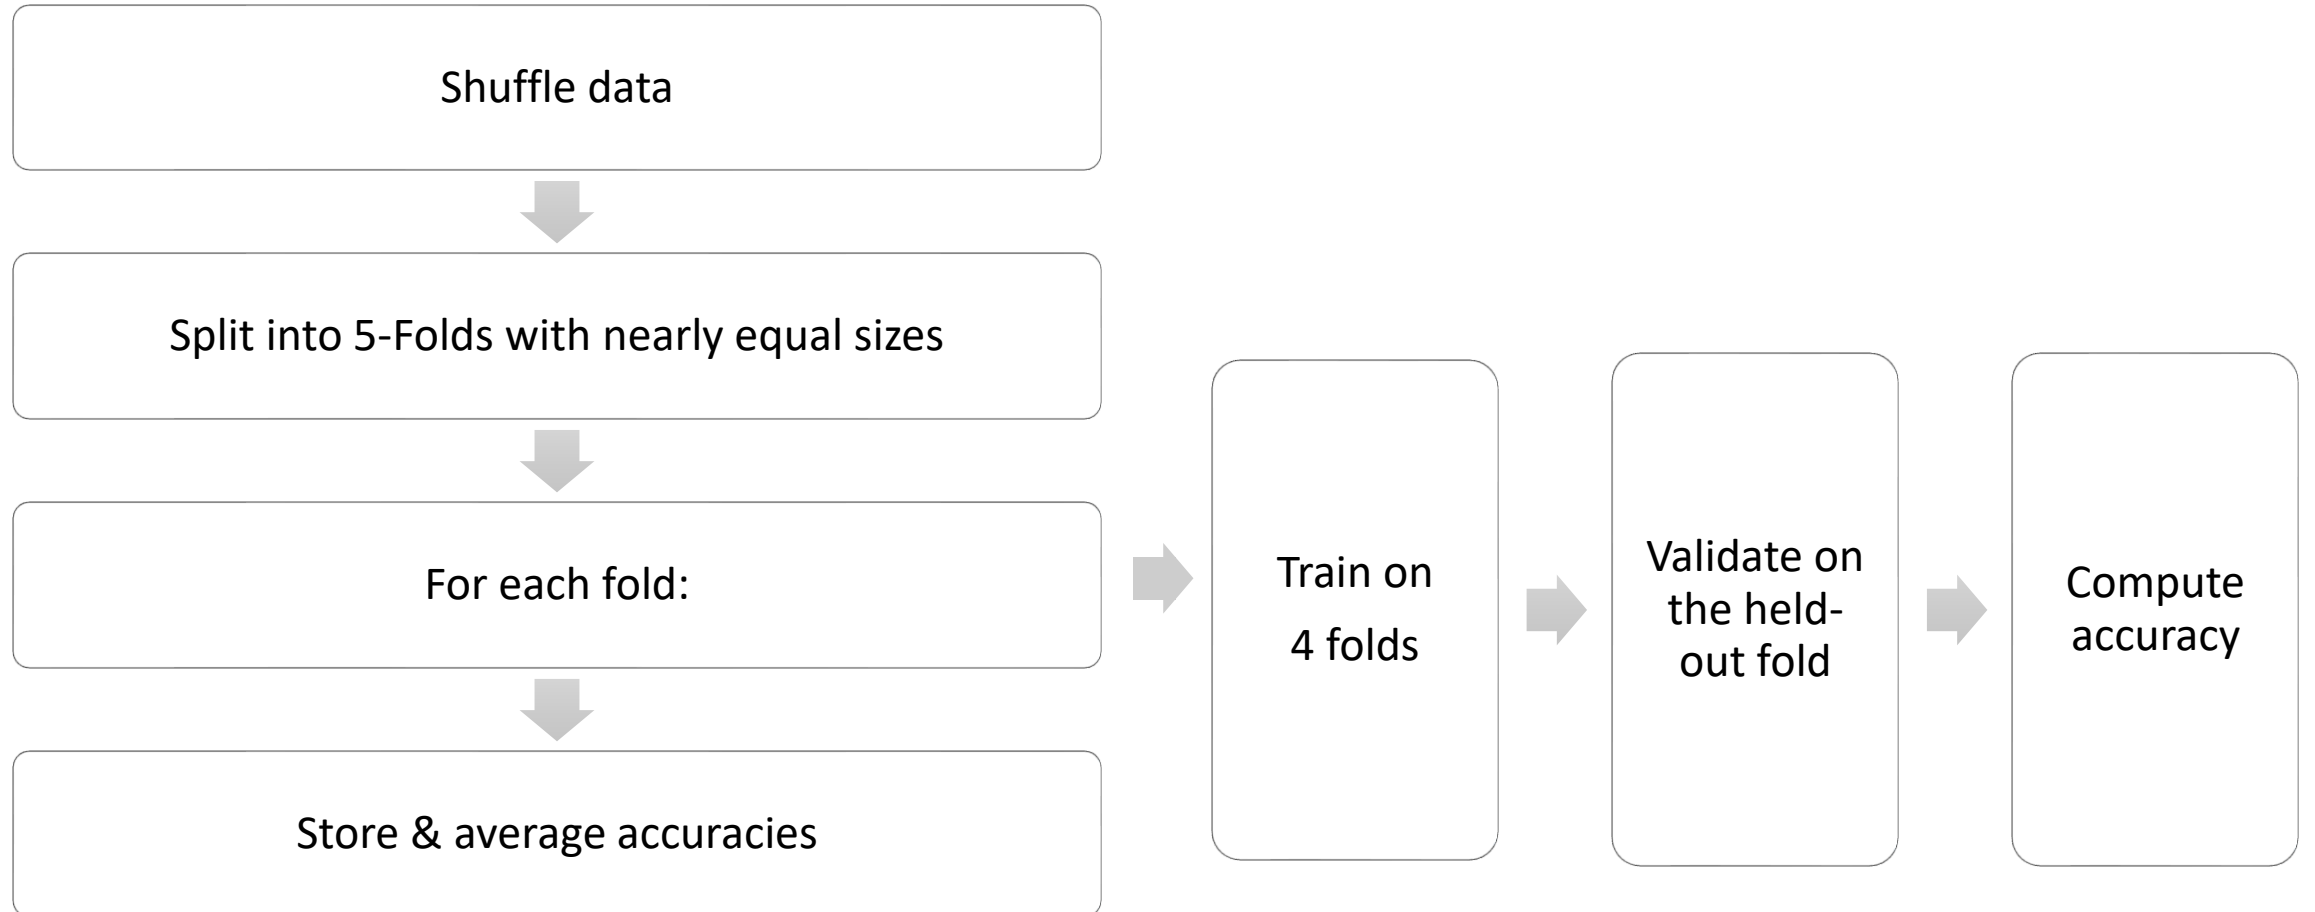 Shuffle data
Split into 5-Folds with nearly equal sizes
For each fold:
Train on
4 folds
Validate on
the held-
out fold
Compute
accuracy
Store & average accuracies